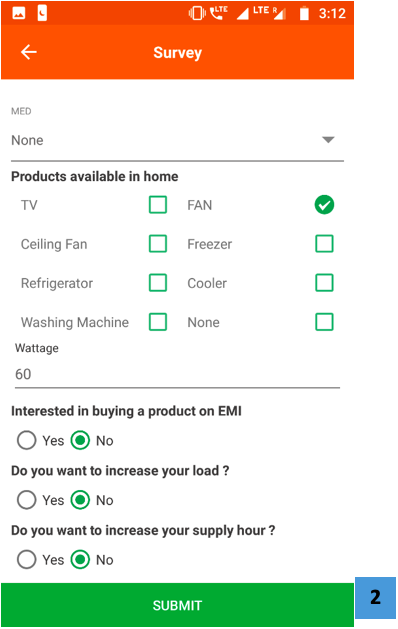 LTE LTE R 3:12
Survey
MED
None
Products available in home
TV FAN
Ceiling Fan Freezer
Refrigerator Cooler
Washing Machine None
Wattage
60
Interested in buying a product on EMI
Yes No
Do you want to increase your load ?
Yes No
Do you want to increase your supply hour ?
Yes No
SUBMIT 2